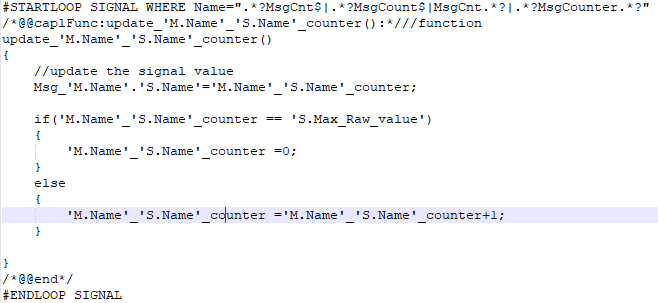 #STARTLOOP SIGNAL WHERE Name=".*?MsgCnt$|.*?MsgCount$|MsgCnt.*?|.*?MsgCounter.*?"
/*@@caplFunc:update_'M.Name'_'S.Name'_counter():*///function
update_'M.Name'_'S.Name'_counter()
{
//update the signal value
Msg_'M.Name'.'S.Name'='M.Name'_'S.Name'_counter;
if('M.Name'_'S.Name'_counter == 'S.Max_Raw_value')
{
'M.Name'_'S.Name'_counter =0;
}
else
{
'M.Name'_'S.Name'_counter ='M.Name'_'S.Name'_counter+1;
}
}
/*@@end*/
#ENDLOOP SIGNAL